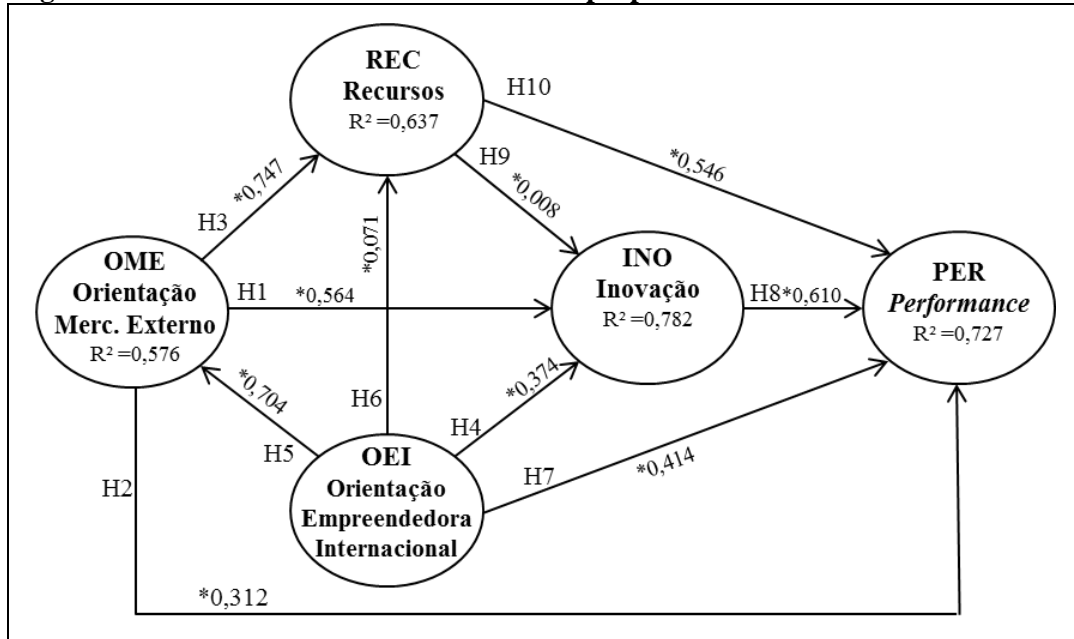 REC
Recursos
R² =0,637
H10
*0,546
H9
*0,008
H3
*0,747
*0,071
OME
Orientação
Merc. Externo
R² =0,576
H1
*0,564
INO
Inovação
R² =0,782
H8*0,610
PER
Performance
R² =0,727
*0,704
H5
H6
H4
*0,374
OEI
Orientação
Empreendedora
Internacional
H7
*0,414
H2
*0,312